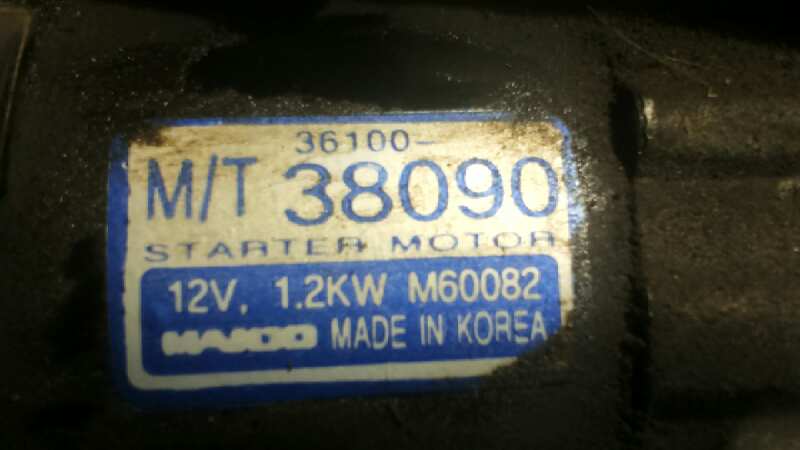 36100-
M/T 38090
STARTER MOTOR
12V, 1.2KW M60082
MANDO MADE IN KOREA